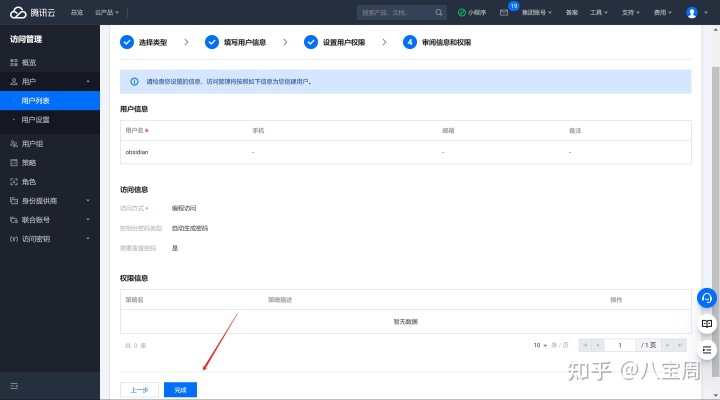 腾讯云 总览 云产品 搜索产品、文档... 小程序 19 集团账号 备案 工具 支持 费用
访问管理
概览
用户
用户列表
用户设置
用户组
策略
角色
身份提供商
联合账号
访问密钥
选择类型 填写用户信息 设置用户权限 4 审阅信息和权限
请检查您设置的信息，访问管理将按照如下信息为您创建用户。
用户信息
用户名 * 手机 邮箱 备注
obsidian - - -
访问信息
访问方式 * 编程访问
控制台密码类型 自动生成密码
需要重置密码 是
权限信息
策略名 策略描述 操作
暂无数据
共 0 条 10 条 / 页 1 / 1 页
上一步 完成
知乎 @八宝周